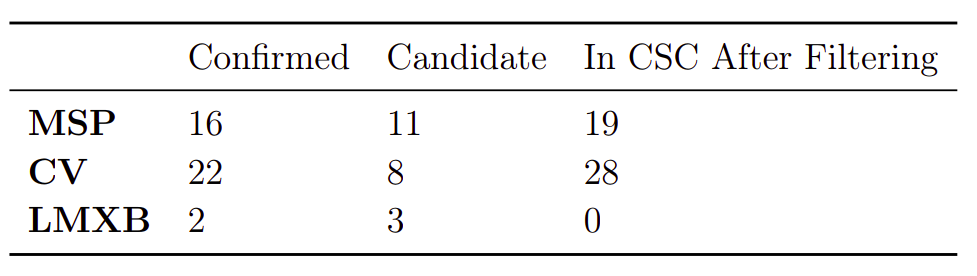 Confirmed Candidate In CSC After Filtering
MSP 16 11 19
CV 22 8 28
LMXB 2 3 0